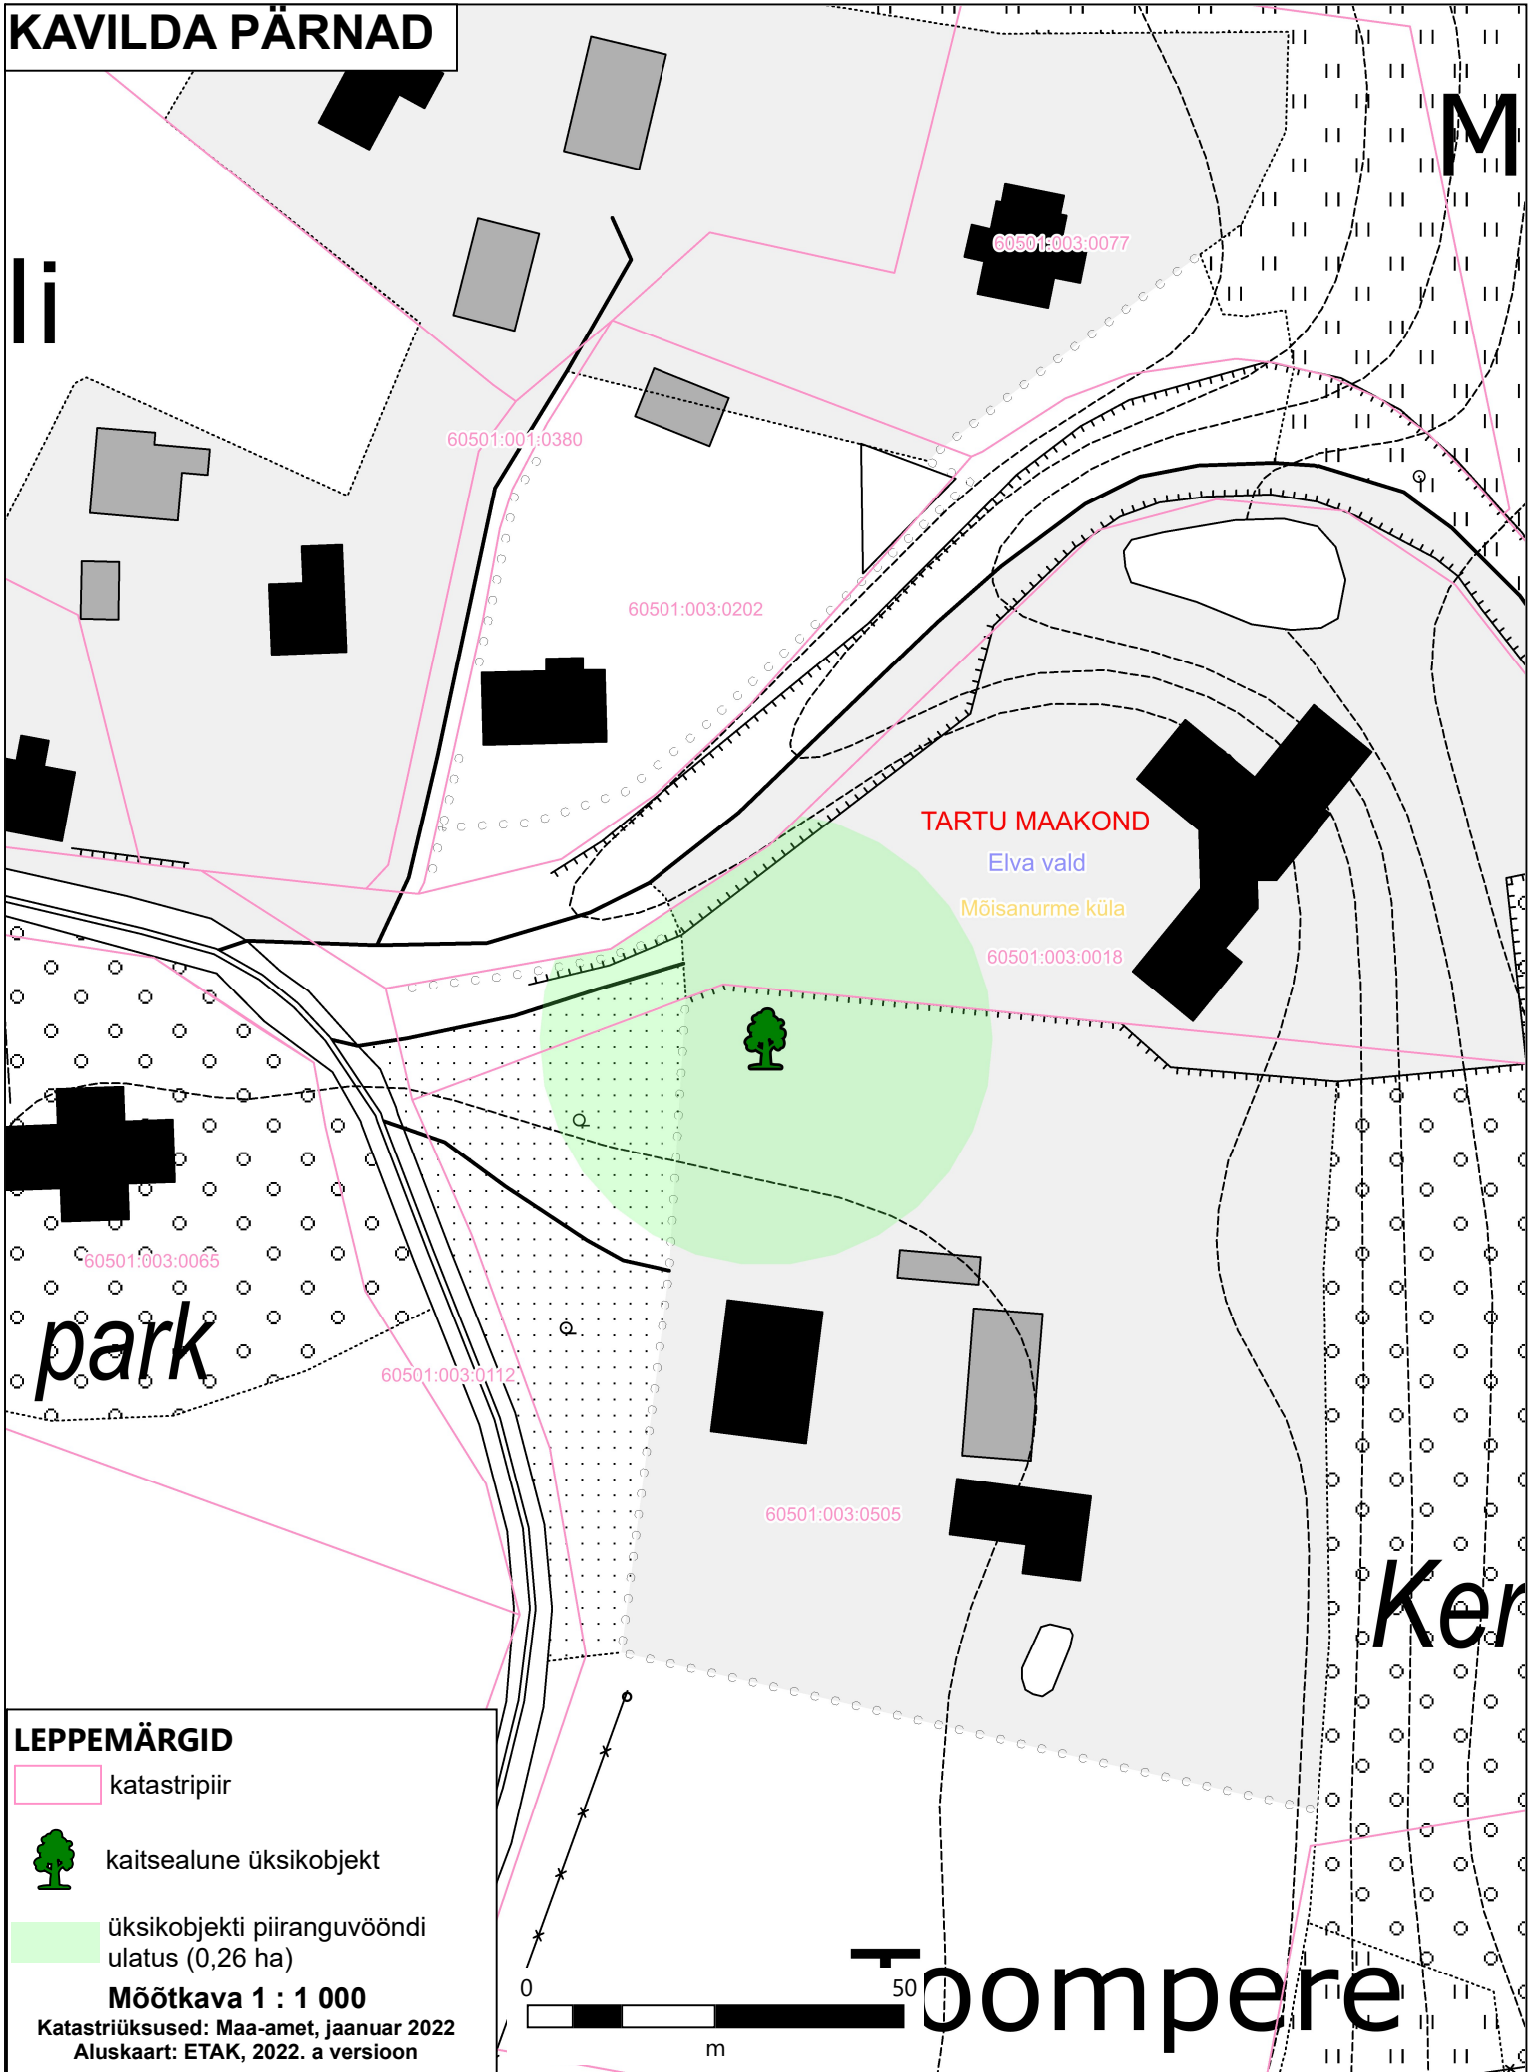 KAVILDA PÄRNAD
M
60501:003:0077
li
60501:001:0380
60501:003:0202
TARTU MAAKOND
Elva vald
Mõisanurme küla
60501:003:0018
60501:003:0065
park
60501:003:0112
60501:003:0505
Ker
LEPPEMÄRGID
katastripiir
kaitsealune üksikobjekt
üksikobjekti piiranguvööndi
ulatus (0,26 ha)
Mõõtkava 1 : 1 000
Katastriüksused: Maa-amet, jaanuar 2022
Aluskaart: ETAK, 2022. a versioon
0 50
m
Toompere